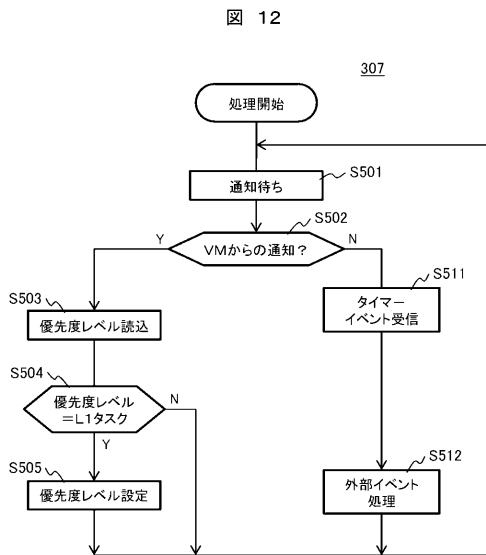 図 12
307
処理開始
S501
通知待ち
S502
VMからの通知?
Y
N
S503
優先度レベル読込
S511
タイマー
イベント受信
S504
優先度レベル
=L1タスク
N
Y
S505
優先度レベル設定
S512
外部イベント
処理